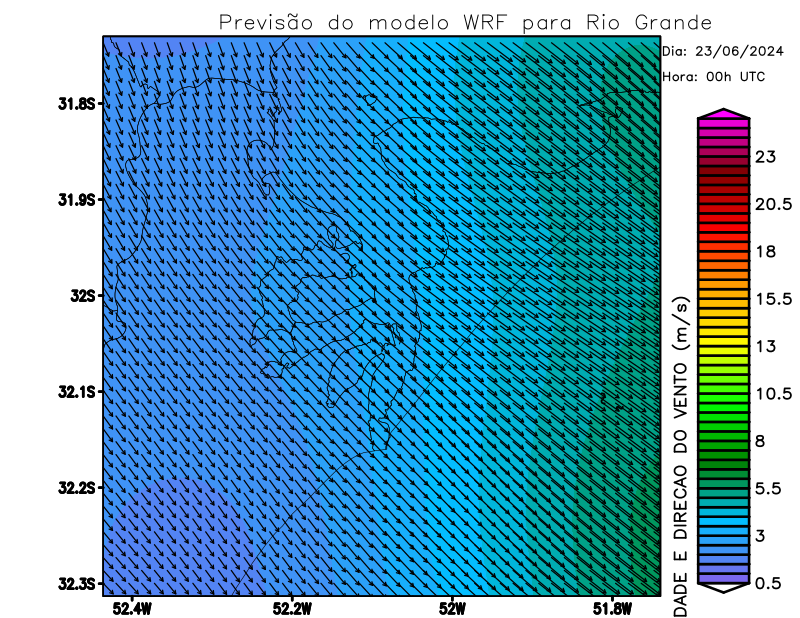 Previsão do modelo WRF para Rio Grande
Dia: 23/06/2024
Hora: 00h UTC
31.8S
31.9S
32S
32.1S
32.2S
32.3S
52.4W
52.2W
52W
51.8W
23
20.5
18
15.5
13
10.5
8
5.5
3
0.5
DADE E DIRECAO DO VENTO (m/s)